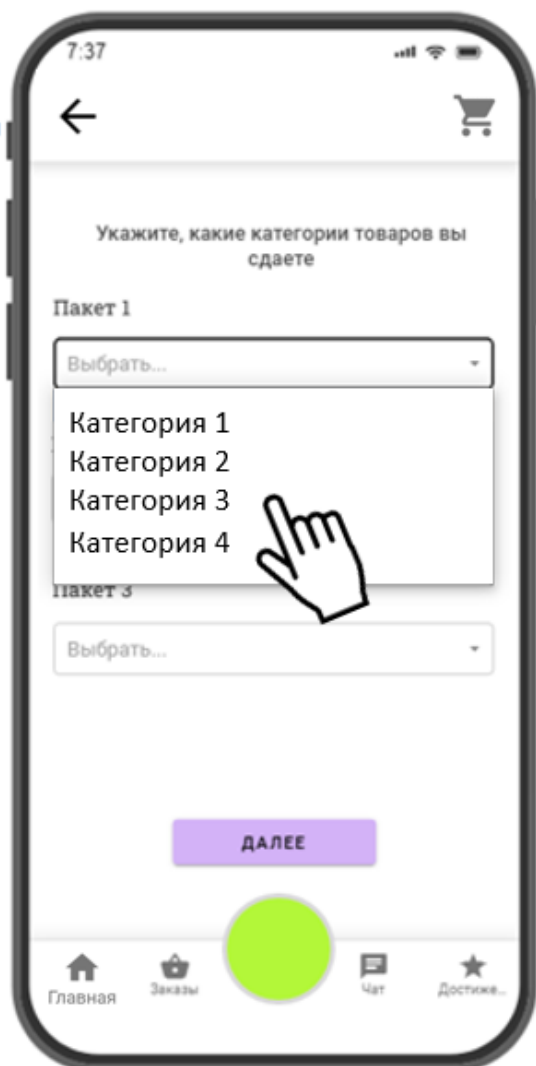 7:37
Укажите, какие категории товаров вы
сдаете
Пакет 1
Выбрать...
Категория 1
Категория 2
Категория 3
Категория 4
Пакет 3
Выбрать...
ДАЛЕЕ
Главная
Заказы
Чат
Достиже...